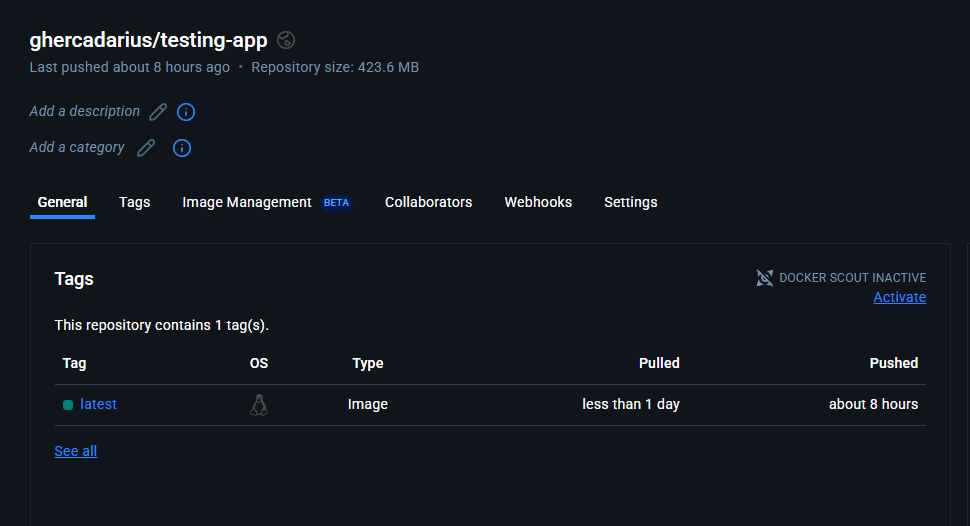 ghercadarius/testing-app
Last pushed about 8 hours ago • Repository size: 423.6 MB
Add a description
Add a category
General Tags Image Management BETA Collaborators Webhooks Settings
Tags
DOCKER SCOUT INACTIVE
Activate
This repository contains 1 tag(s).
Tag OS Type Pulled Pushed
latest Image less than 1 day about 8 hours
See all